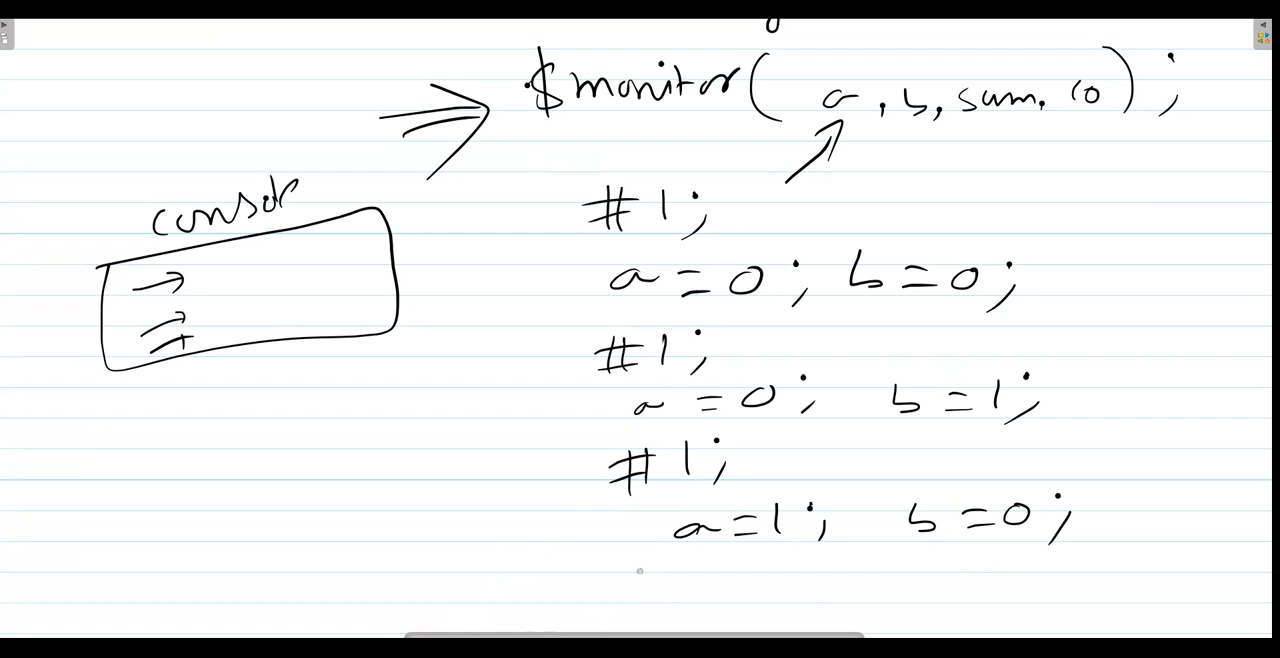 $monitor( a, b, sum, co );
console
#1;
a=0; b=0;
#1;
a=0; b=1;
#1;
a=1; b=0;